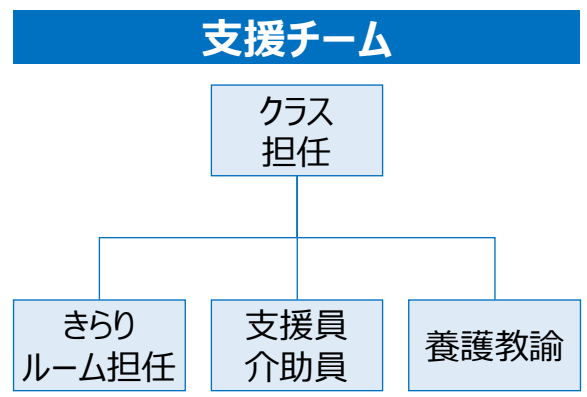 支援チーム
クラス
担任
きらり
ルーム担任
支援員
介助員
養護教諭